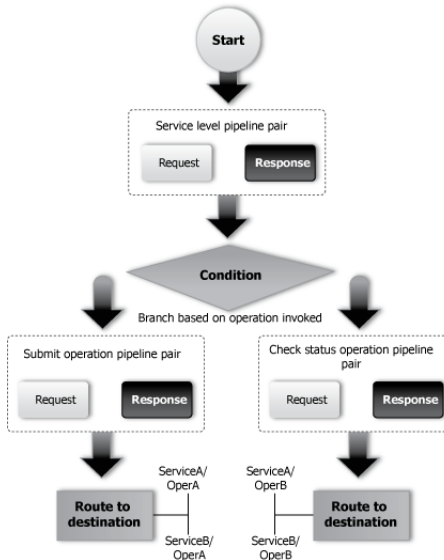 Start
Service level pipeline pair
Request
Response
Condition
Branch based on operation invoked
Submit operation pipeline pair
Request
Response
Check status operation pipeline
pair
Request
Response
Route to
destination
ServiceA/
OperA
ServiceB/
OperA
ServiceA/
OperB
ServiceB/
OperB
Route to
destination